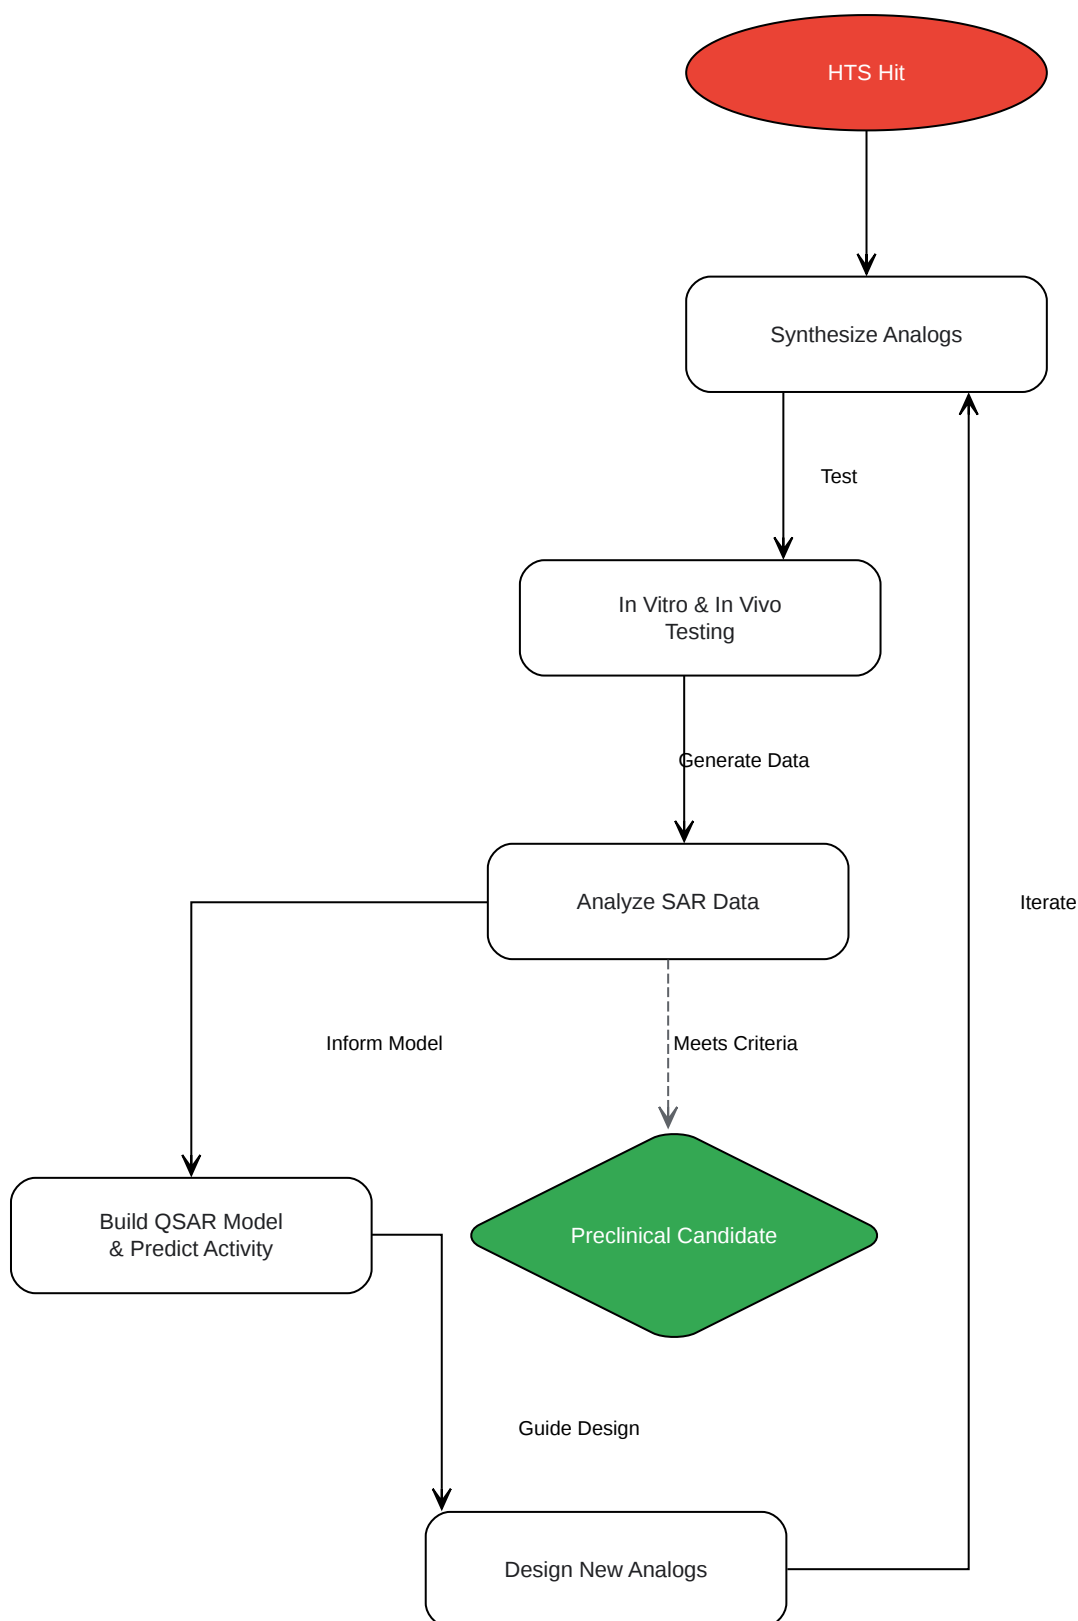 HTS Hit
Synthesize Analogs
Test
In Vitro & In Vivo
Testing
Generate Data
Analyze SAR Data
Iterate
Inform Model
Meets Criteria
Build QSAR Model
& Predict Activity
Preclinical Candidate
Guide Design
Design New Analogs